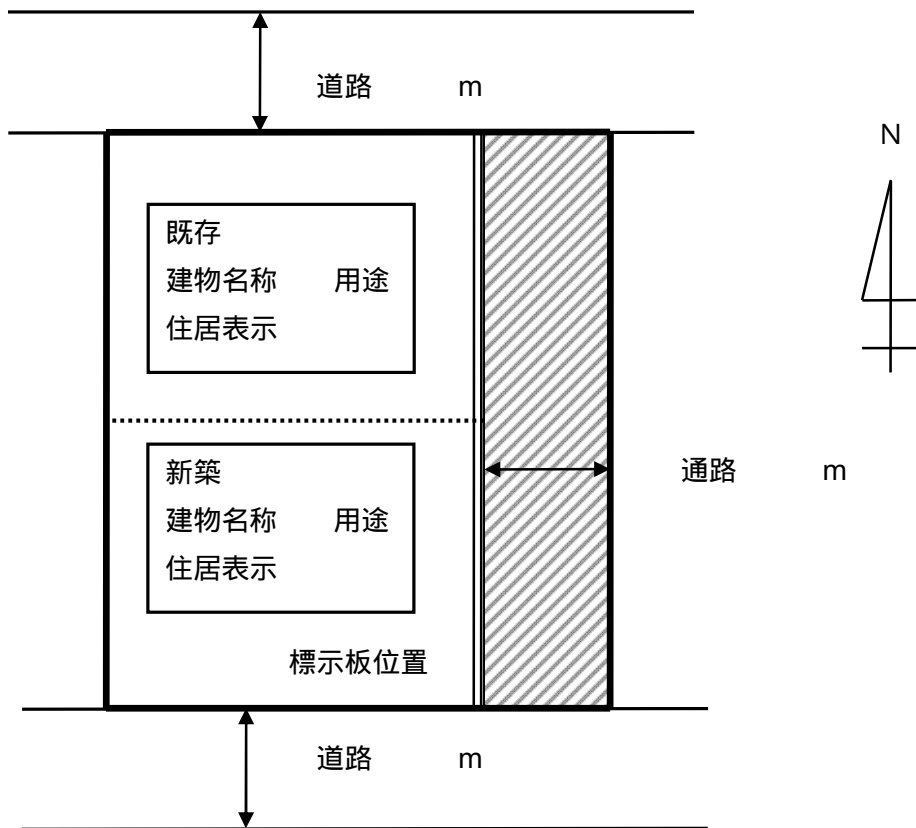 道路 m
N
既存
建物名称 用途
住居表示
新築
建物名称 用途
住居表示
通路 m
標示板位置
道路 m